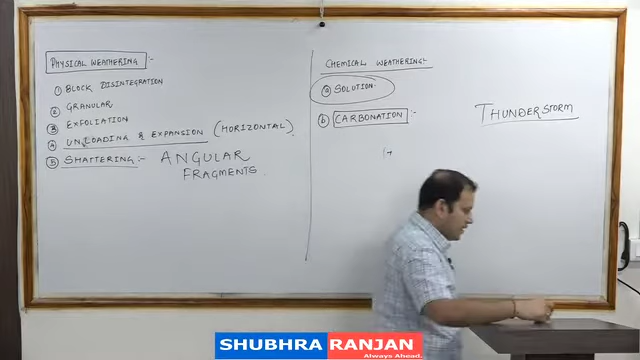 PHYSICAL WEATHERING :-
① BLOCK DISINTEGRATION
② GRANULAR
③ EXFOLIATION
④ UNLOADING & EXPANSION (HORIZONTAL).
⑤ SHATTERING :- ANGULAR
FRAGMENTS.
CHEMICAL WEATHERING:-
ⓐ SOLUTION.
ⓑ CARBONATION :-
THUNDERSTORM
SHUBHRA RANJAN
Always Ahead.